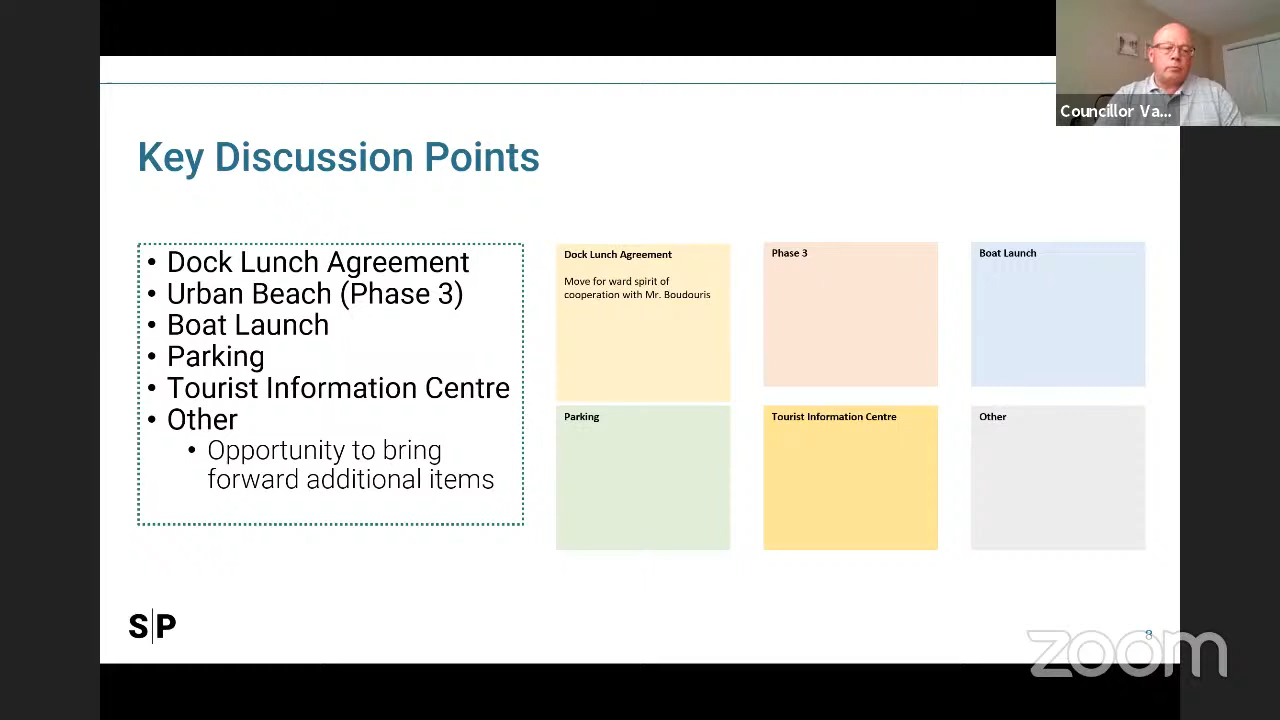 Councillor Va...
Key Discussion Points
• Dock Lunch Agreement
• Urban Beach (Phase 3)
• Boat Launch
• Parking
• Tourist Information Centre
• Other
• Opportunity to bring
forward additional items
Dock Lunch Agreement
Move for ward spirit of
cooperation with Mr. Boudouris
Phase 3
Boat Launch
Parking
Tourist Information Centre
Other
S|P
8
zoom